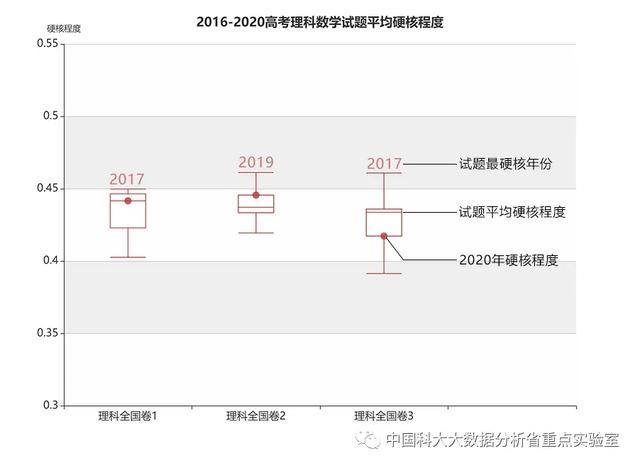 2016-2020高考理科数学试题平均硬核程度
硬核程度
0.55
0.5
0.45
0.4
0.35
0.3
2017
2019
2017
试题最硬核年份
试题平均硬核程度
2020年硬核程度
理科全国卷1
理科全国卷2
理科全国卷3
中国科大大数据分析省重点实验室